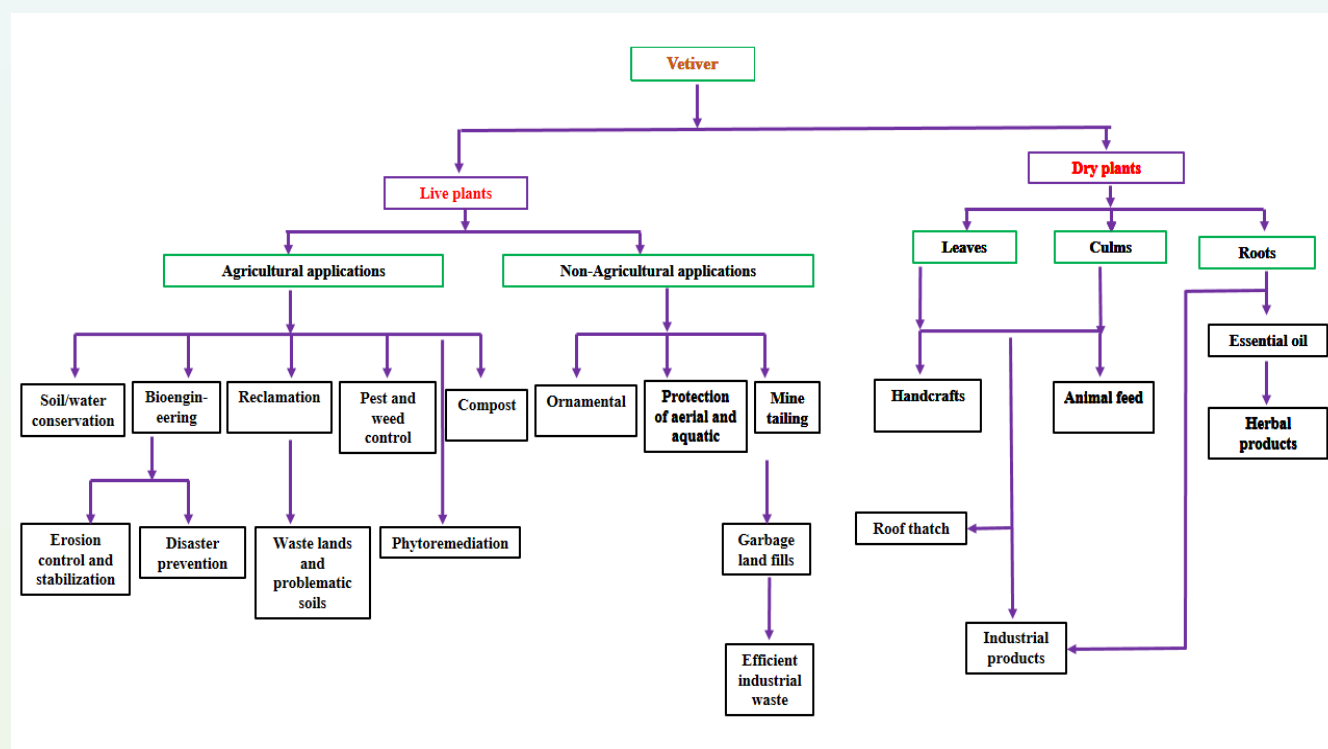 Vetiver
Live plants
Dry plants
Agricultural applications
Non-Agricultural applications
Leaves
Culms
Roots
Soil/water
conservation
Bioengin-
eering
Reclamation
Pest and
weed
control
Compost
Ornamental
Protection
of aerial and
aquatic
Mine
tailing
Handcrafts
Animal feed
Essential oil
Herbal
products
Erosion
control and
stabilization
Disaster
prevention
Waste lands
and
problematic
soils
Phytoremediation
Garbage
land fills
Roof thatch
Efficient
industrial
waste
Industrial
products